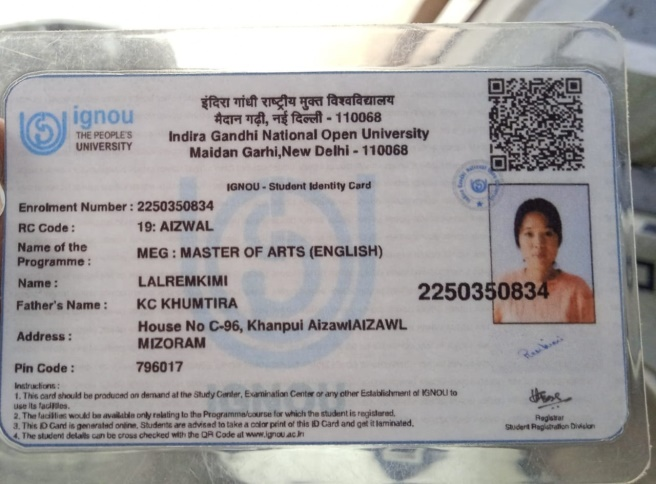 ignou
THE PEOPLE'S
UNIVERSITY
इंदिरा गांधी राष्ट्रीय मुक्त विश्वविद्यालय
मैदान गढ़ी, नई दिल्ली - 110068
Indira Gandhi National Open University
Maidan Garhi,New Delhi - 110068
IGNOU - Student Identity Card
Enrolment Number : 2250350834
RC Code : 19: AIZWAL
Name of the
Programme : MEG : MASTER OF ARTS (ENGLISH)
Name : LALREMKIMI
Father's Name : KC KHUMTIRA
Address : House No C-96, Khanpui AizawlAIZAWL
MIZORAM
Pin Code : 796017
2250350834
Instructions :
1. This card should be produced on demand at the Study Center, Examination Center or any other Establishment of IGNOU to
use its facilities.
2. The facilities would be available only relating to the Programme/course for which the student is registered.
3. This ID Card is generated online. Students are advised to take a color print of this ID Card and get it laminated.
4. The student details can be cross checked with the QR Code at www.ignou.ac.in
Registrar
Student Registration Division